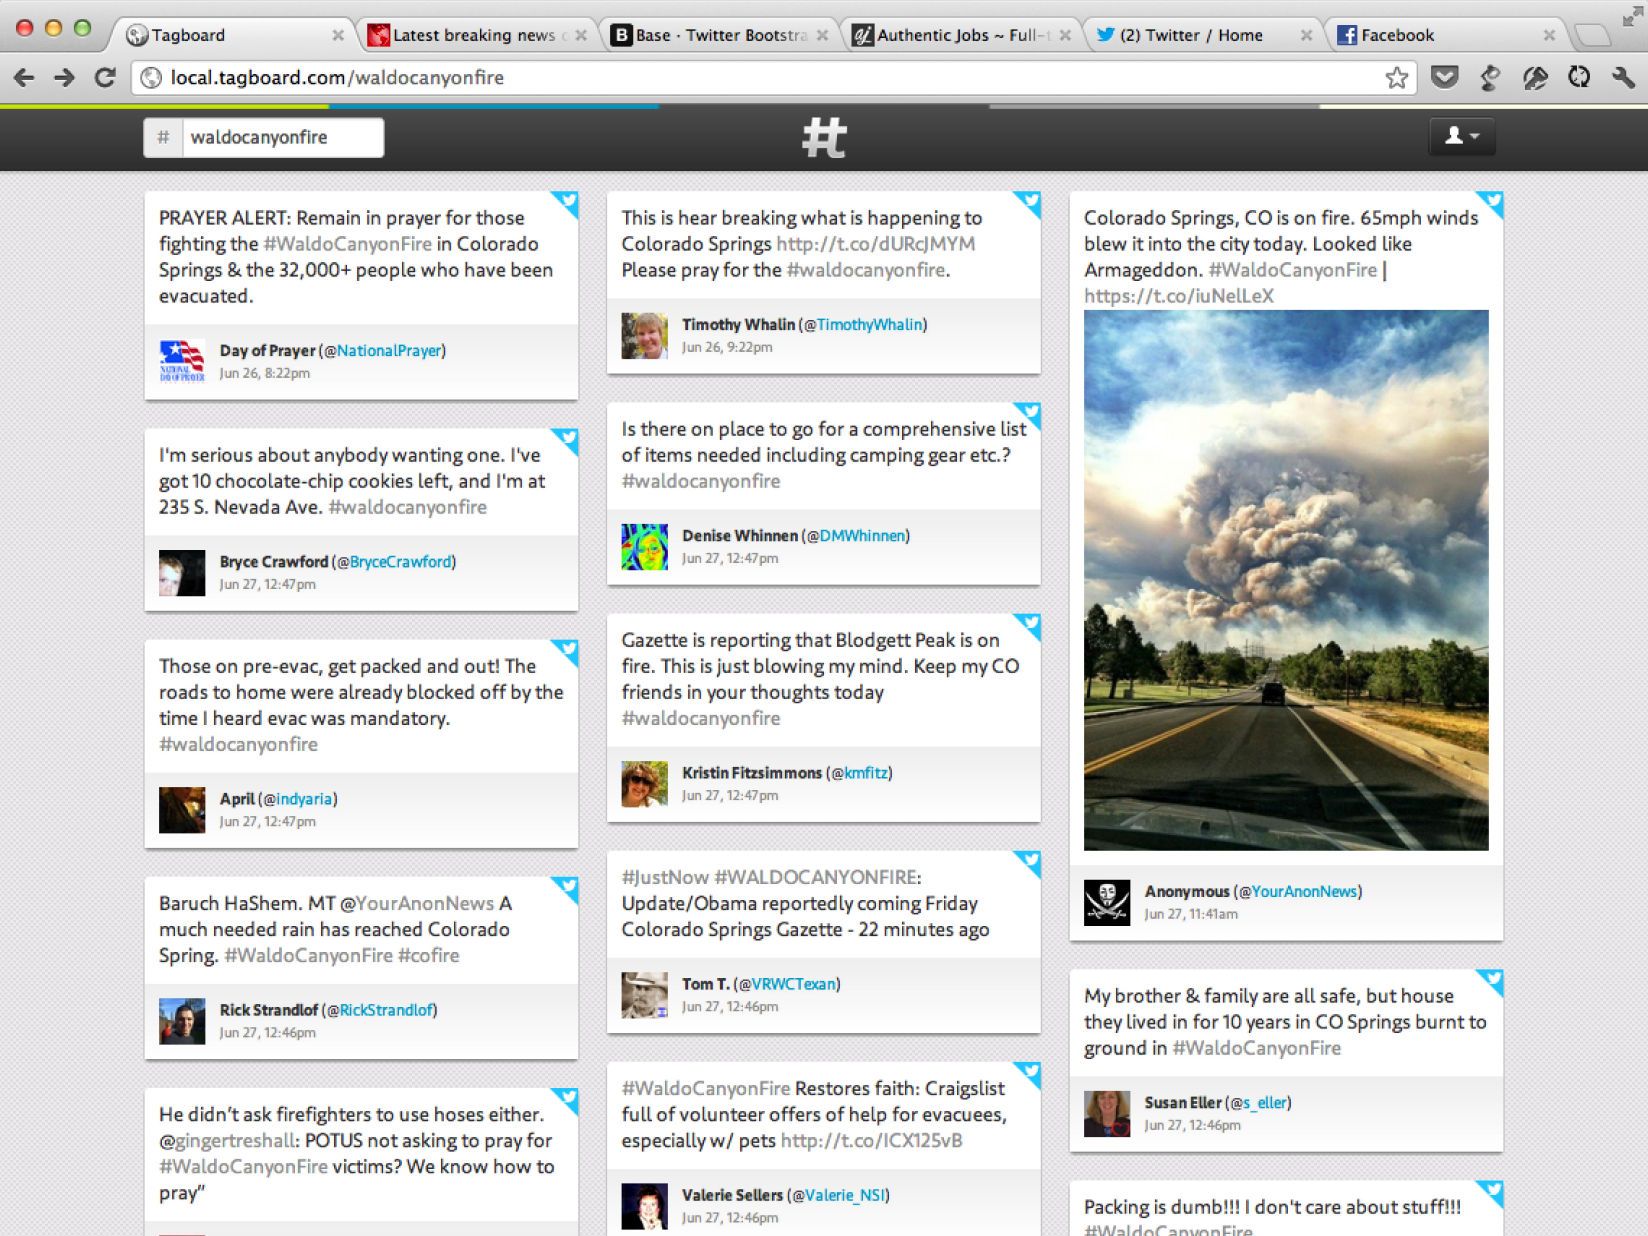 Tagboard
Latest breaking news
Base · Twitter Bootstra
Authentic Jobs ~ Full-t
(2) Twitter / Home
Facebook
local.tagboard.com/waldocanyonfire
# waldocanyonfire
#t
PRAYER ALERT: Remain in prayer for those
fighting the #WaldoCanyonFire in Colorado
Springs & the 32,000+ people who have been
evacuated.
NATIONAL
DAY OF PRAYER
Day of Prayer (@NationalPrayer)
Jun 26, 8:22pm
I'm serious about anybody wanting one. I've
got 10 chocolate-chip cookies left, and I'm at
235 S. Nevada Ave. #waldocanyonfire
Bryce Crawford (@BryceCrawford)
Jun 27, 12:47pm
Those on pre-evac, get packed and out! The
roads to home were already blocked off by the
time I heard evac was mandatory.
#waldocanyonfire
April (@indyaria)
Jun 27, 12:47pm
Baruch HaShem. MT @YourAnonNews A
much needed rain has reached Colorado
Spring. #WaldoCanyonFire #cofire
Rick Strandlof (@RickStrandlof)
Jun 27, 12:46pm
He didn’t ask firefighters to use hoses either.
@gingertreshall: POTUS not asking to pray for
#WaldoCanyonFire victims? We know how to
pray”
This is hear breaking what is happening to
Colorado Springs http://t.co/dURcJMYM
Please pray for the #waldocanyonfire.
Timothy Whalin (@TimothyWhalin)
Jun 26, 9:22pm
Is there on place to go for a comprehensive list
of items needed including camping gear etc.?
#waldocanyonfire
Denise Whinnen (@DMWhinnen)
Jun 27, 12:47pm
Gazette is reporting that Blodgett Peak is on
fire. This is just blowing my mind. Keep my CO
friends in your thoughts today
#waldocanyonfire
Kristin Fitzsimmons (@kmfitz)
Jun 27, 12:47pm
#JustNow #WALDOCANYONFIRE:
Update/Obama reportedly coming Friday
Colorado Springs Gazette - 22 minutes ago
Tom T. (@VRWCTexan)
Jun 27, 12:46pm
#WaldoCanyonFire Restores faith: Craigslist
full of volunteer offers of help for evacuees,
especially w/ pets http://t.co/ICX125vB
Valerie Sellers (@Valerie_NSI)
Jun 27, 12:46pm
Colorado Springs, CO is on fire. 65mph winds
blew it into the city today. Looked like
Armageddon. #WaldoCanyonFire |
https://t.co/iuNelLeX
Anonymous (@YourAnonNews)
Jun 27, 11:41am
My brother & family are all safe, but house
they lived in for 10 years in CO Springs burnt to
ground in #WaldoCanyonFire
Susan Eller (@s_eller)
Jun 27, 12:46pm
Packing is dumb!!! I don't care about stuff!!!
#WaldoCanyonFire